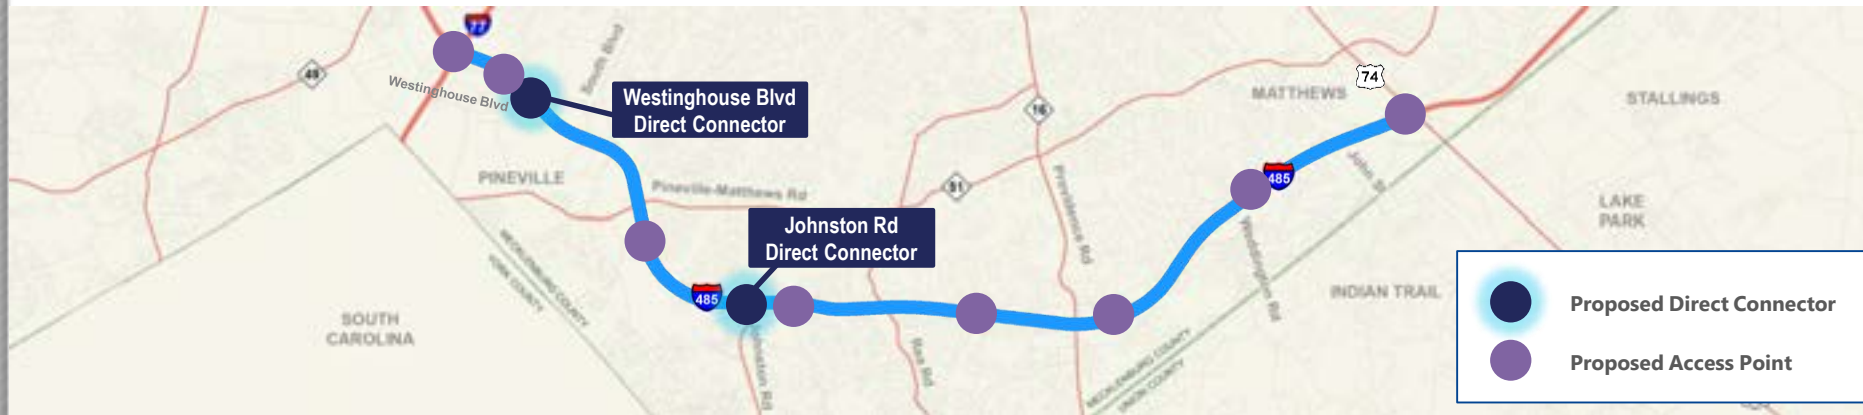 77
49
South Blvd
Westinghouse Blvd
Westinghouse Blvd
Direct Connector
MATTHEWS
74
STALLINGS
16
51
PINEVILLE
Pineville-Matthews Rd
Providence Rd
John St
485
LAKE
PARK
Johnston Rd
Direct Connector
MECKLENBURG COUNTY
YORK COUNTY
485
Weddington Rd
INDIAN TRAIL
SOUTH
CAROLINA
Johnston Rd
Rea Rd
MECKLENBURG COUNTY
UNION COUNTY
Proposed Direct Connector
Proposed Access Point